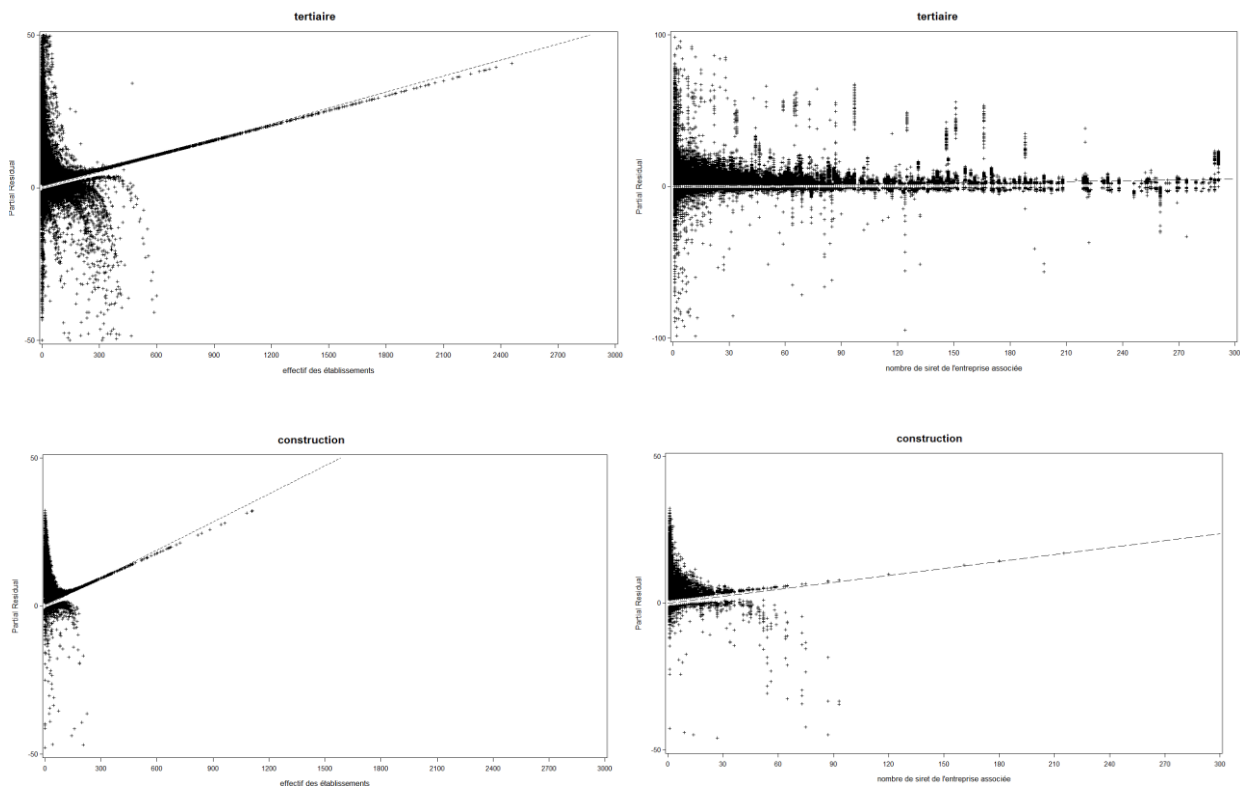 tertiaire
50
0
-50
Partial Residual
0 300 600 900 1200 1500 1800 2100 2400 2700 3000
effectif des établissements
tertiaire
100
0
-100
Partial Residual
0 30 60 90 120 150 180 210 240 270 300
nombre de siret de l'entreprise associée
construction
50
0
-50
Partial Residual
0 300 600 900 1200 1500 1800 2100 2400 2700 3000
effectif des établissements
construction
50
0
-50
Partial Residual
0 30 60 90 120 150 180 210 240 270 300
nombre de siret de l'entreprise associée